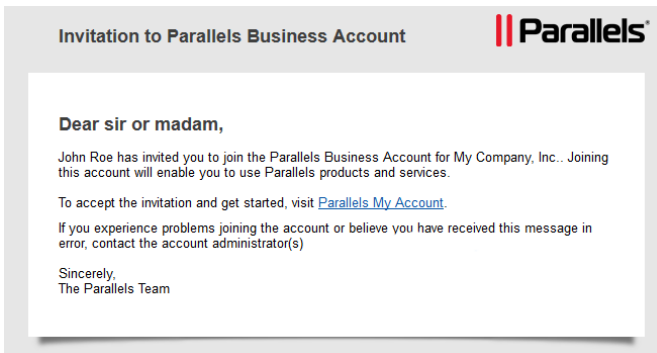 Invitation to Parallels Business Account
Parallels®
Dear sir or madam,
John Roe has invited you to join the Parallels Business Account for My Company, Inc.. Joining
this account will enable you to use Parallels products and services.
To accept the invitation and get started, visit Parallels My Account.
If you experience problems joining the account or believe you have received this message in
error, contact the account administrator(s)
Sincerely,
The Parallels Team